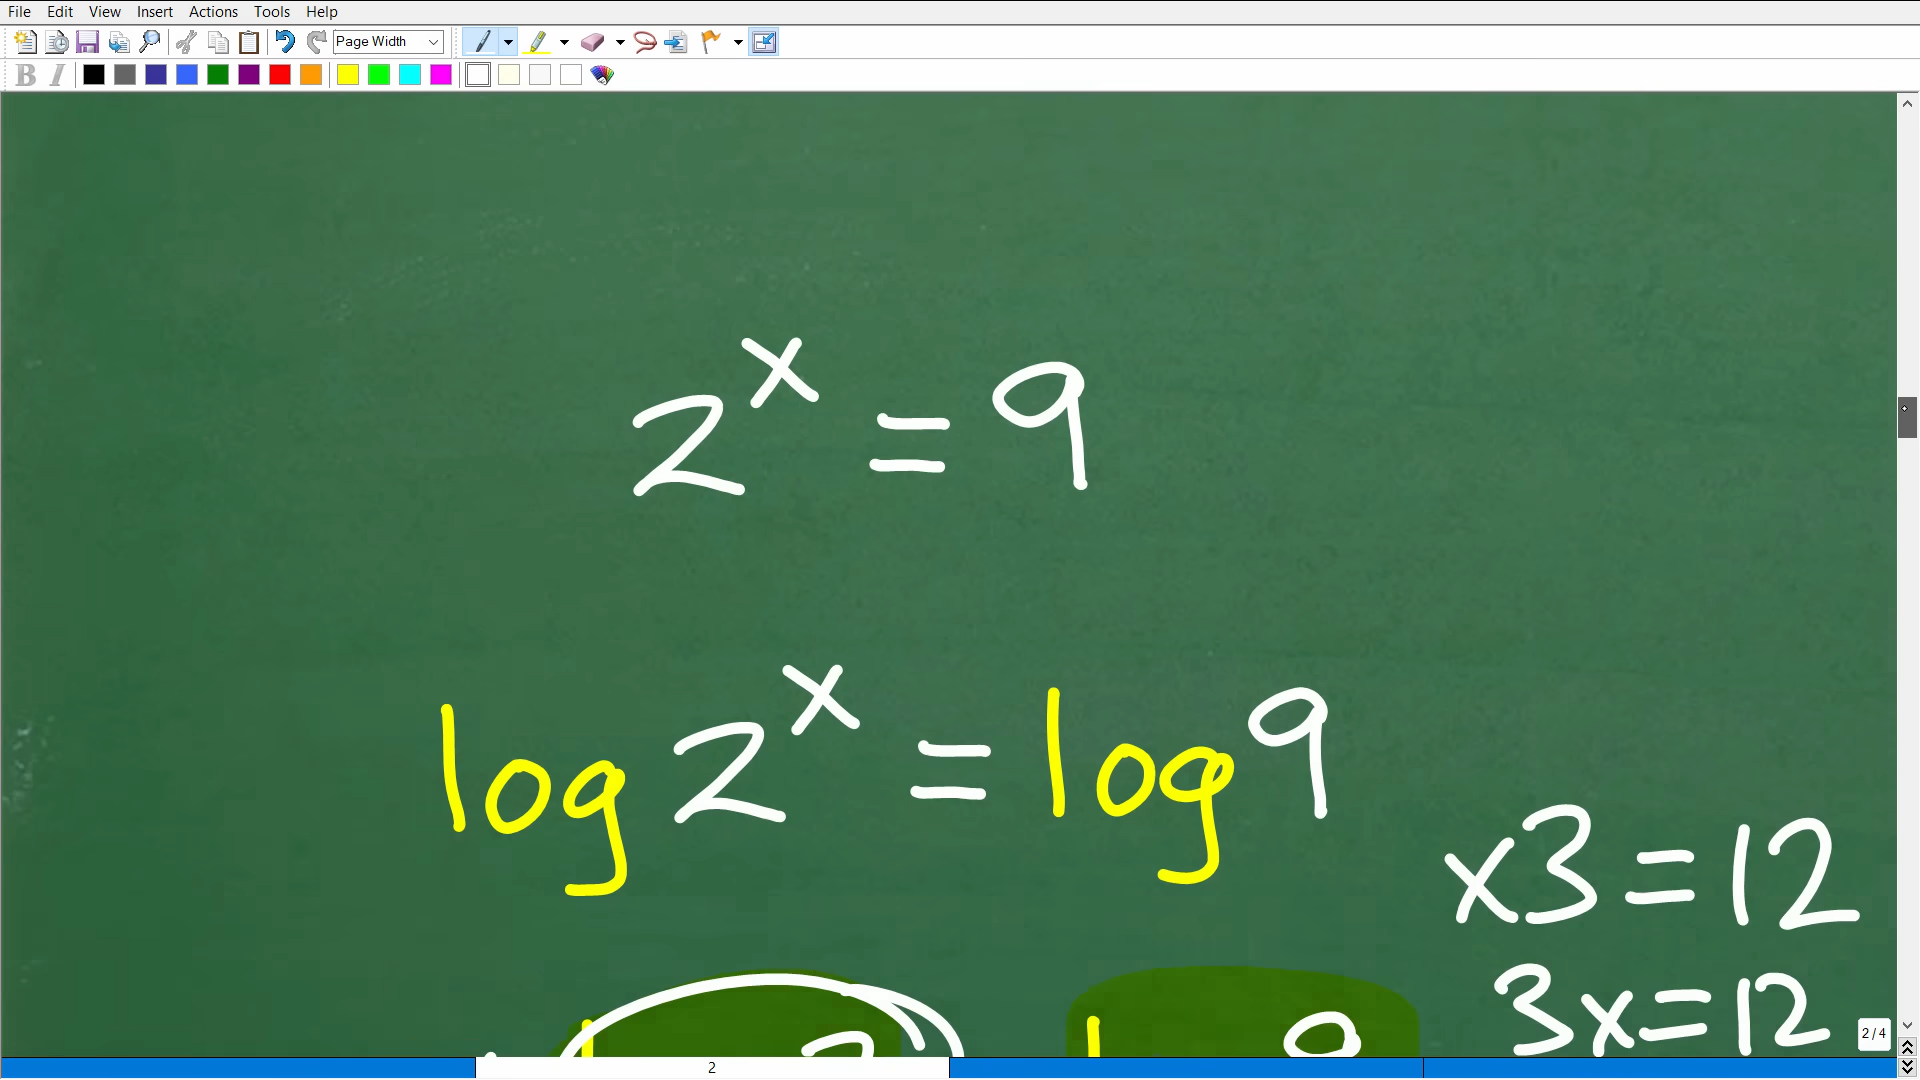 File Edit View Insert Actions Tools Help
Page Width
B I
2^x = 9
log 2^x = log 9
x3 = 12
3x = 12
2 / 4
2